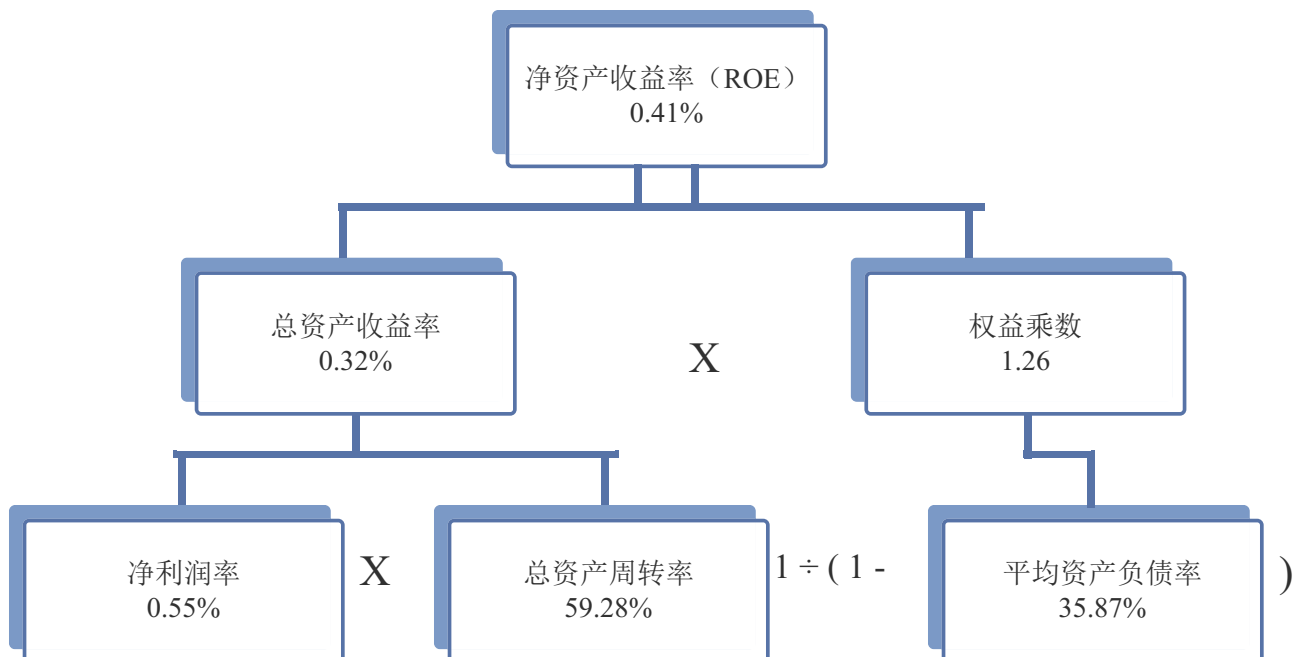 净资产收益率（ROE）
0.41%
总资产收益率
0.32%
X
权益乘数
1.26
净利润率
0.55%
X
总资产周转率
59.28%
1 ÷ ( 1 -
平均资产负债率
35.87%
)